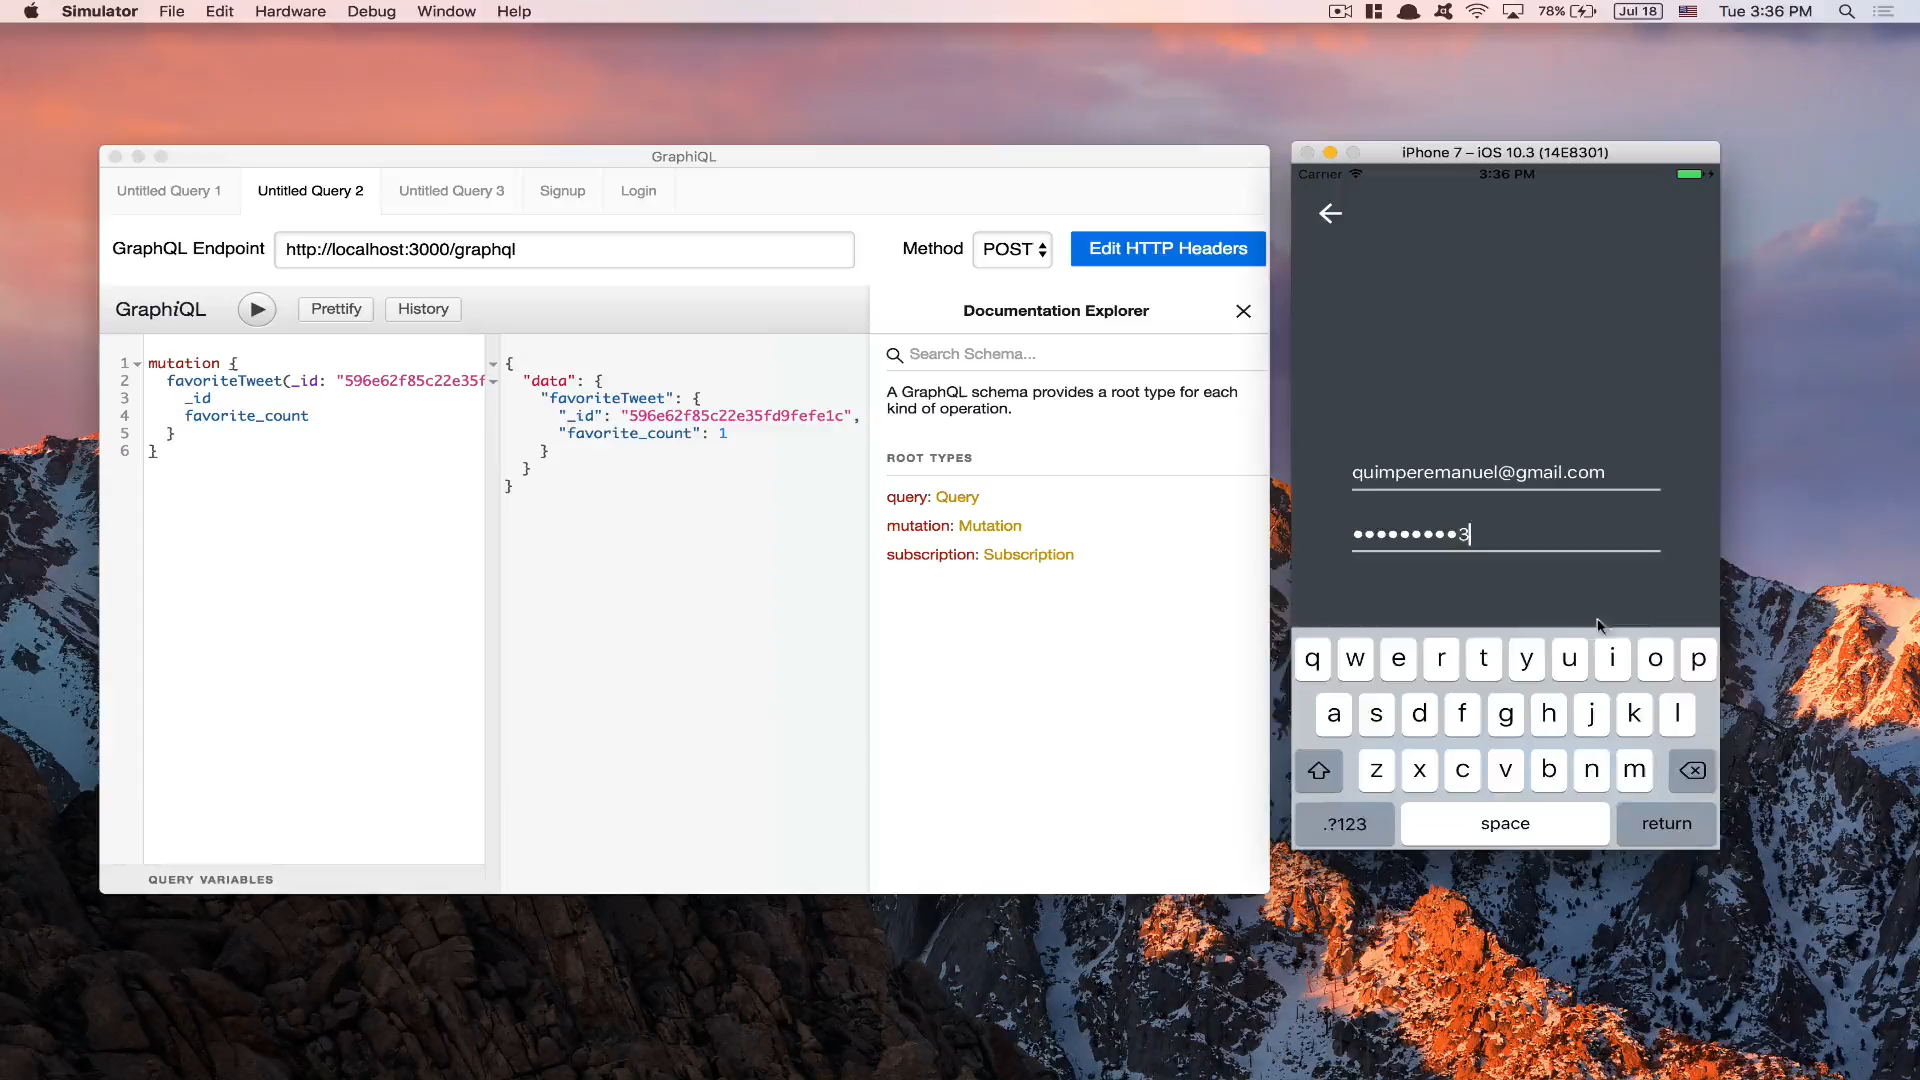 Simulator File Edit Hardware Debug Window Help 78% Jul 18 Tue 3:36 PM
GraphiQL
Untitled Query 1 Untitled Query 2 Untitled Query 3 Signup Login
GraphQL Endpoint http://localhost:3000/graphql Method POST Edit HTTP Headers
GraphiQL Prettify History
1 mutation {
2 favoriteTweet(_id: "596e62f85c22e35f
3 _id
4 favorite_count
5 }
6 }
QUERY VARIABLES
{
"data": {
"favoriteTweet": {
"_id": "596e62f85c22e35fd9fefe1c",
"favorite_count": 1
}
}
}
Documentation Explorer
Search Schema...
A GraphQL schema provides a root type for each
kind of operation.
ROOT TYPES
query: Query
mutation: Mutation
subscription: Subscription
iPhone 7 – iOS 10.3 (14E8301)
Carrier 3:36 PM
quimperemanuel@gmail.com
•••••••••3
q w e r t y u i o p
a s d f g h j k l
z x c v b n m
.?123 space return